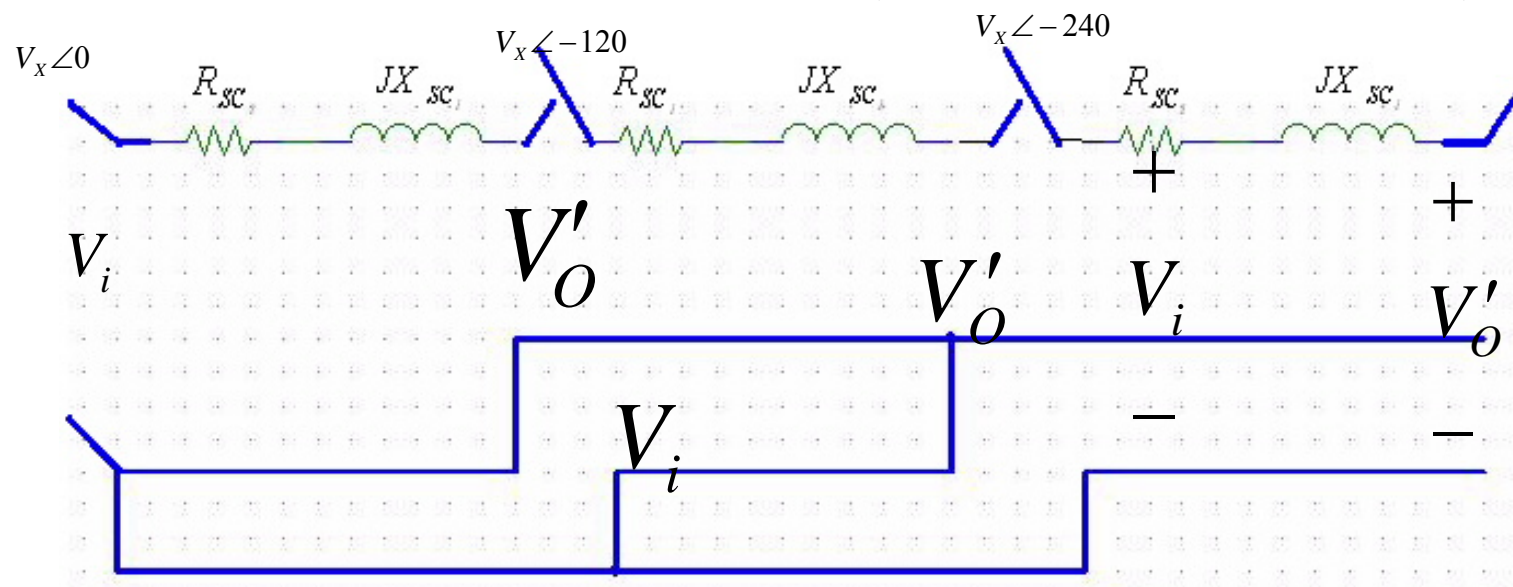 V_X∠0 V_X∠−120 V_X∠−240
R_SC JX_SC R_SC JX_SC R_SC JX_SC
+ +
V_i V′_O V′_O V_i V′_O
− −
V_i